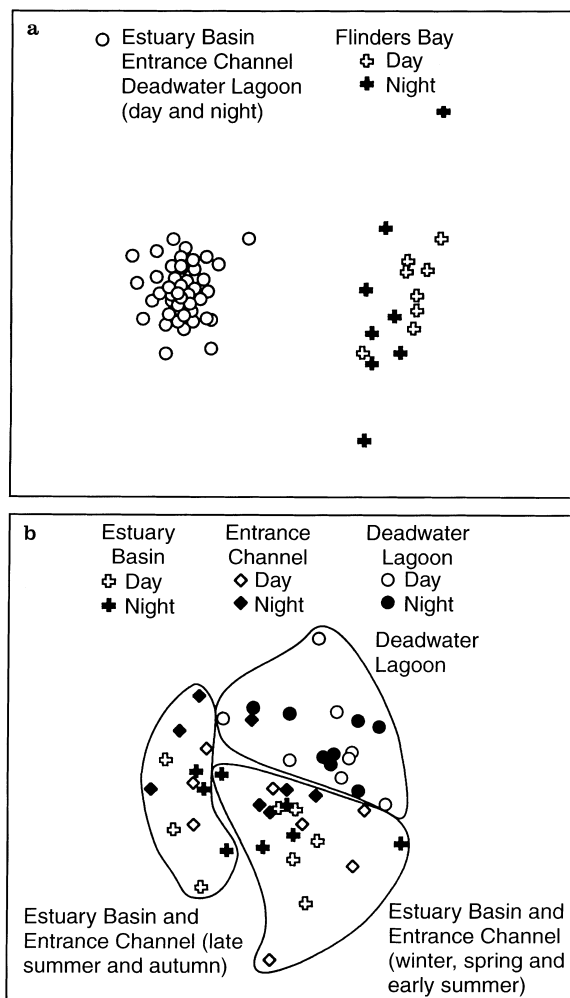 a
Estuary Basin
Entrance Channel
Deadwater Lagoon
(day and night)
Flinders Bay
Day
Night
b
Estuary
Basin
Day
Night
Entrance
Channel
Day
Night
Deadwater
Lagoon
Day
Night
Deadwater
Lagoon
Estuary Basin and
Entrance Channel (late
summer and autumn)
Estuary Basin and
Entrance Channel
(winter, spring and
early summer)